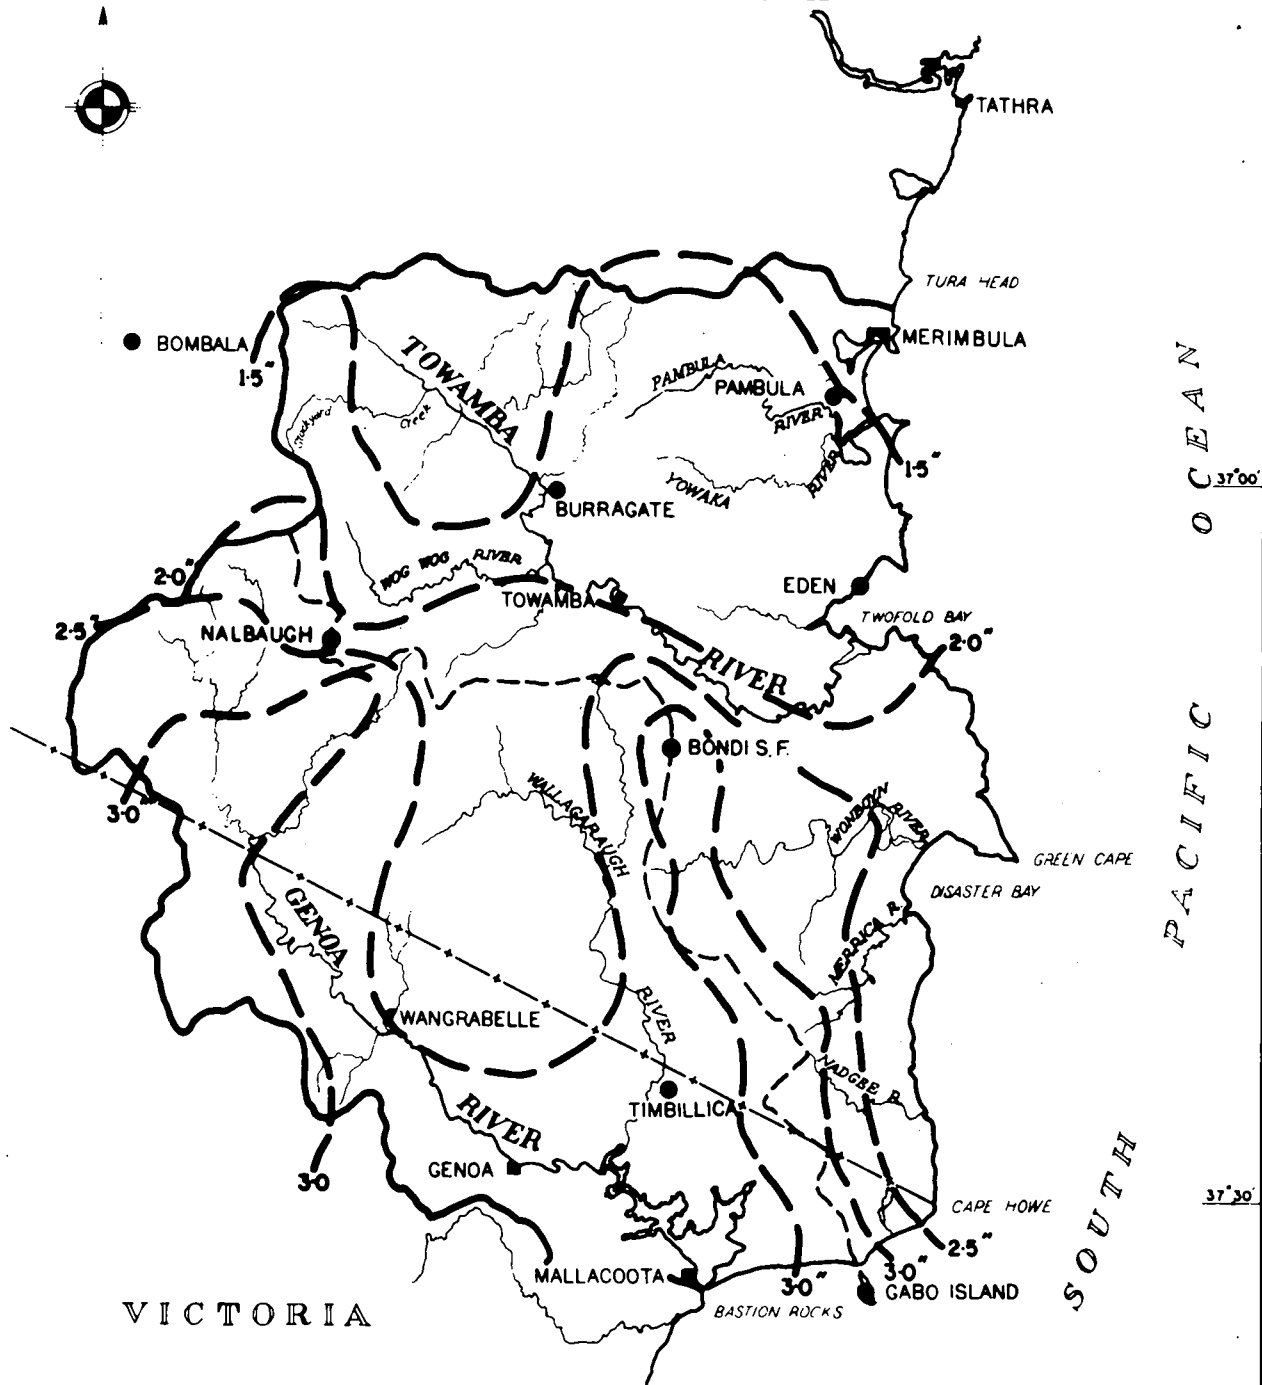 TATHRA
TURA HEAD
BOMBALA
MERIMBULA
1·5"
TOWAMBA
PAMBULA
PAMBULA
RIVER
Stockyard
Creek
RIVER
1·5"
YOWAKA
BURRAGATE
37°00'
WOG WOG RIVER
2·0"
EDEN
TOWAMBA
TWOFOLD BAY
2·5"
NALBAUGH
2·0"
RIVER
BONDI S.F.
WALLAGARAUGH
RIVER
WONBOYN
RIVER
3·0"
GREEN CAPE
DISASTER BAY
GENOA
MERRICA R.
WANGRABELLE
NADGEE R.
TIMBILLICA
RIVER
GENOA
3·0
CAPE HOWE
37°30'
2·5"
3·0"
3·0"
MALLACOOTA
GABO ISLAND
BASTION ROCKS
VICTORIA
SOUTH
PACIFIC
OCEAN